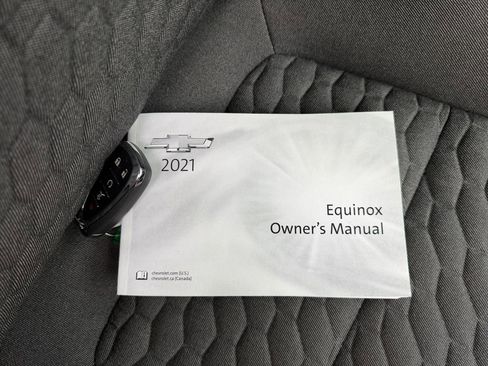 2021
Equinox
Owner's Manual
chevrolet.com (U.S.)
chevrolet.ca (Canada)